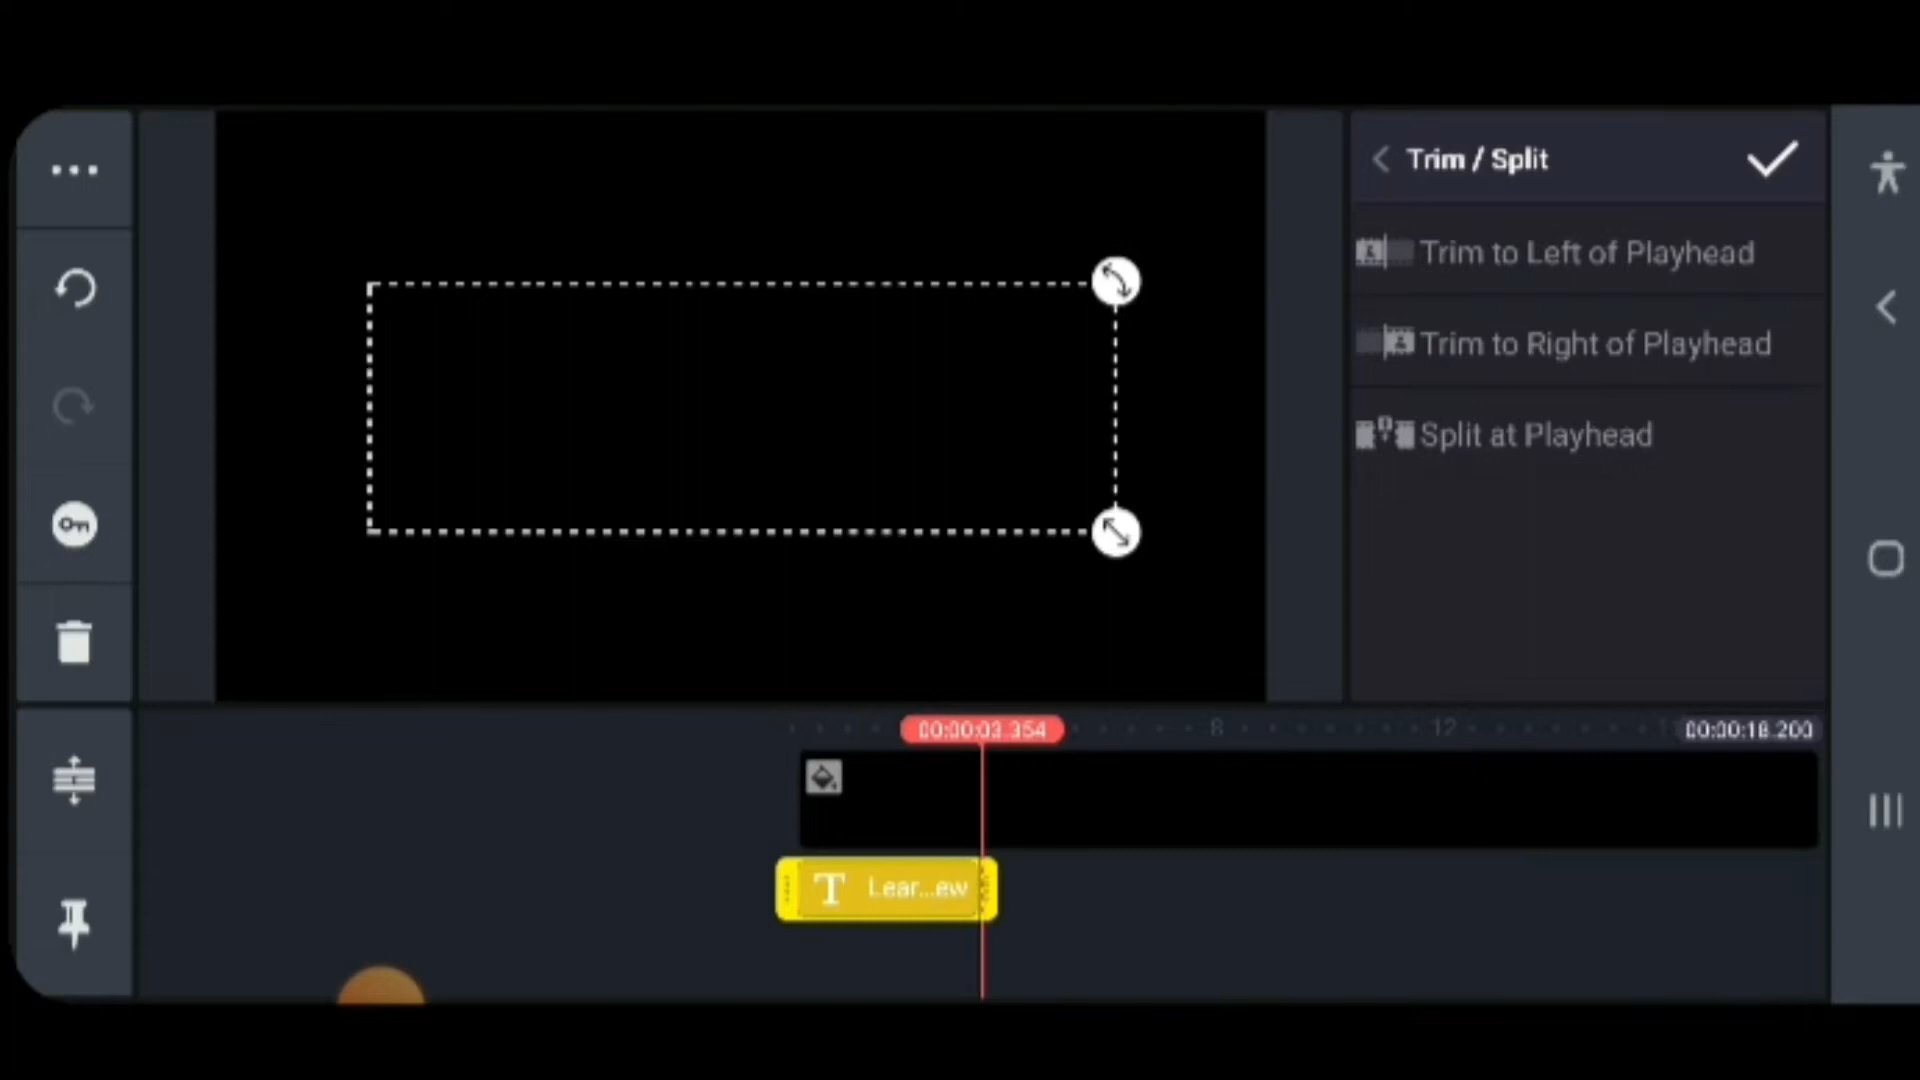 Trim / Split
Trim to Left of Playhead
Trim to Right of Playhead
Split at Playhead
00:00:03.354
8
12
00:00:18.200
T Lear...ew